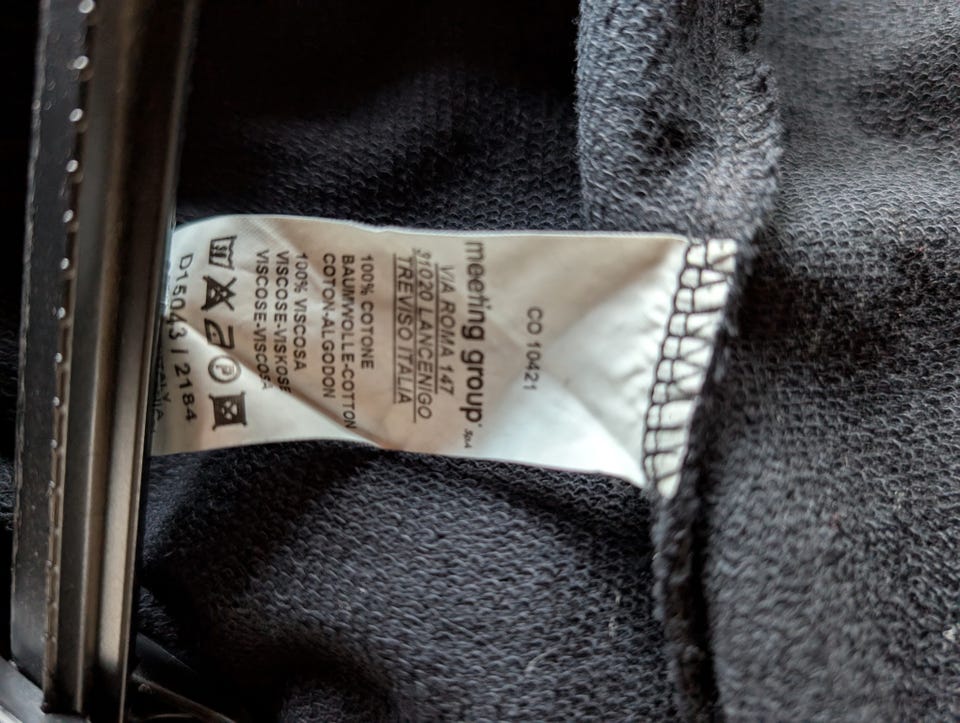 CO 10421
meeting group® SpA
VIA ROMA 147
31020 LANCENIGO
TREVISO ITALIA
100% COTONE
BAUMWOLLE-COTTON
COTON-ALGODON
100% VISCOSA
VISCOSE-VISKOSE
VISCOSE-VISCOSA
D15043 / 2184